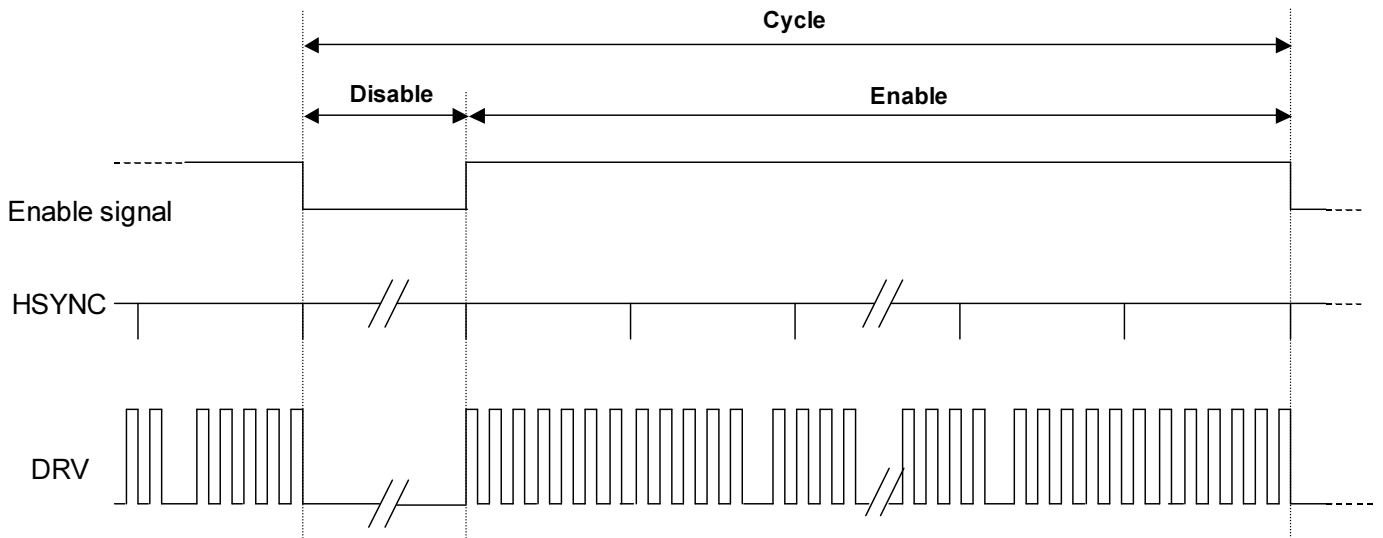 Cycle
Disable
Enable
Enable signal
HSYNC
DRV